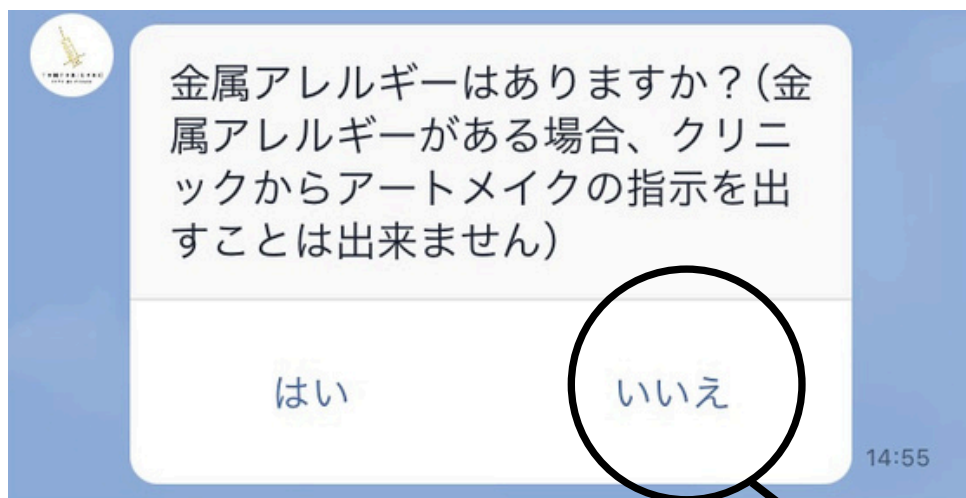 金属アレルギーはありますか？(金
属アレルギーがある場合、クリニ
ックからアートメイクの指示を出
すことは出来ません)
はい
いいえ
14:55